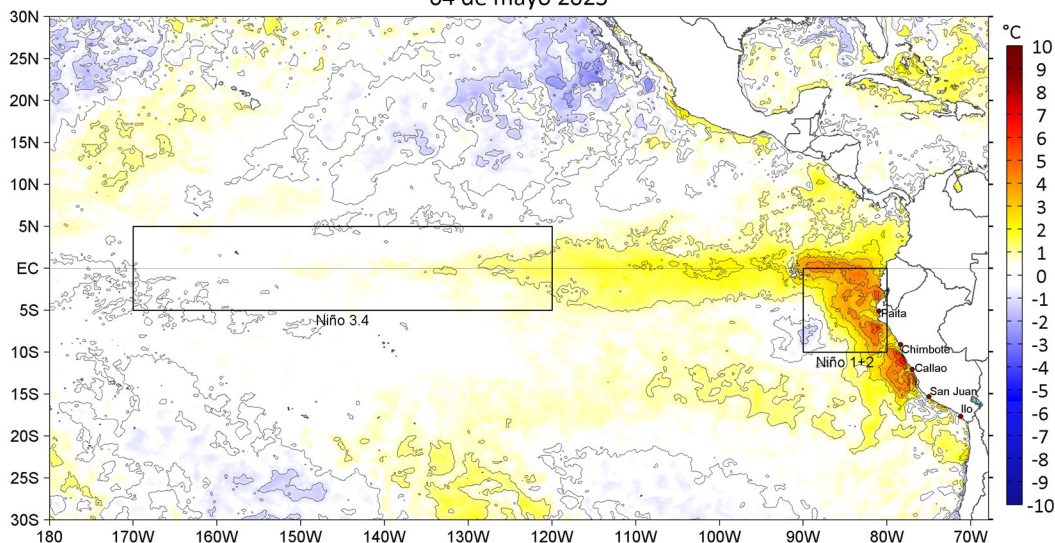 04 de mayo 2023
°C
30N
25N
20N
15N
10N
5N
EC
5S
10S
15S
20S
25S
30S
180
170W
160W
150W
140W
130W
120W
110W
100W
90W
80W
70W
Niño 3.4
Niño 1+2
Paita
Chimbote
Callao
San Juan
Ilo
10
9
8
7
6
5
4
3
2
1
0
-1
-2
-3
-4
-5
-6
-7
-8
-9
-10